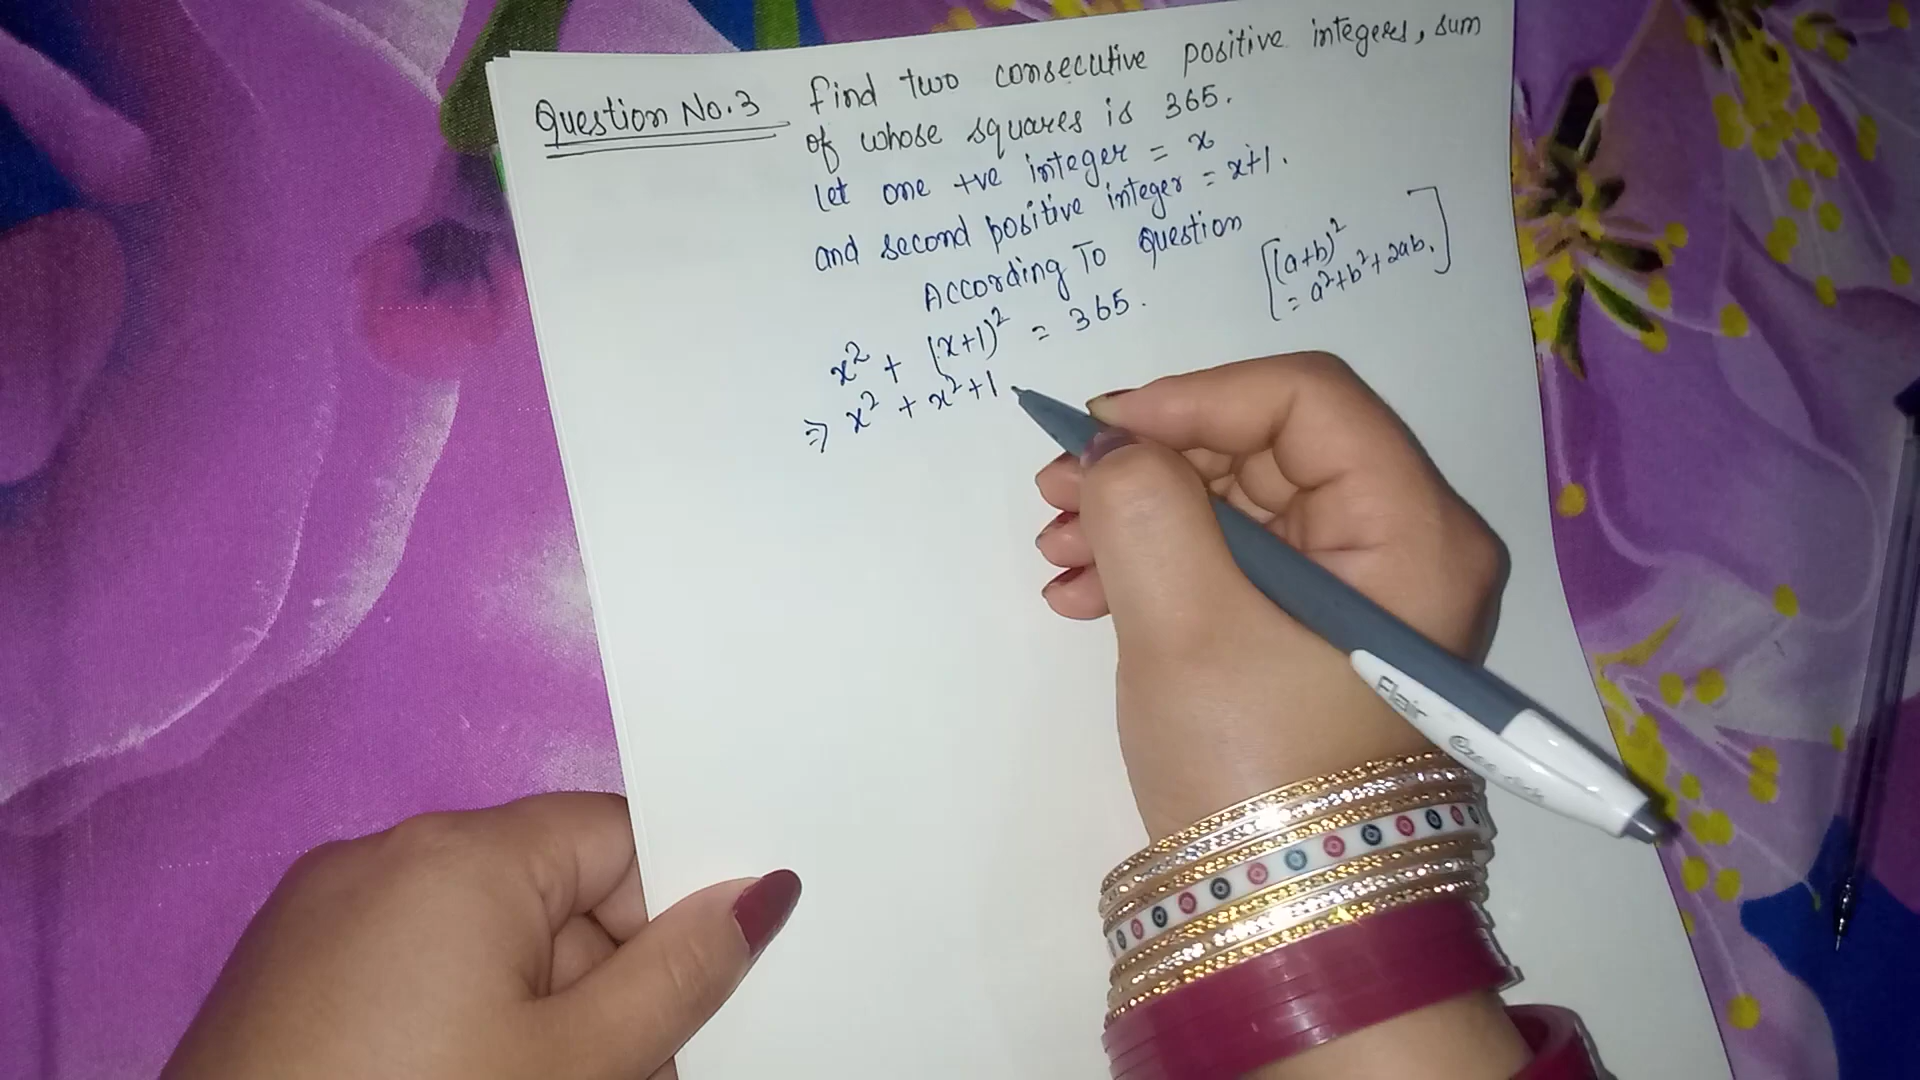 Question No.3 find two consecutive positive integers, sum
of whose squares is 365.
let one +ve integer = x
and second positive integer = x+1.
According To Question
x² + (x+1)² = 365.
[(a+b)²
= a²+b²+2ab.]
⇒ x² + x² + 1
Flair